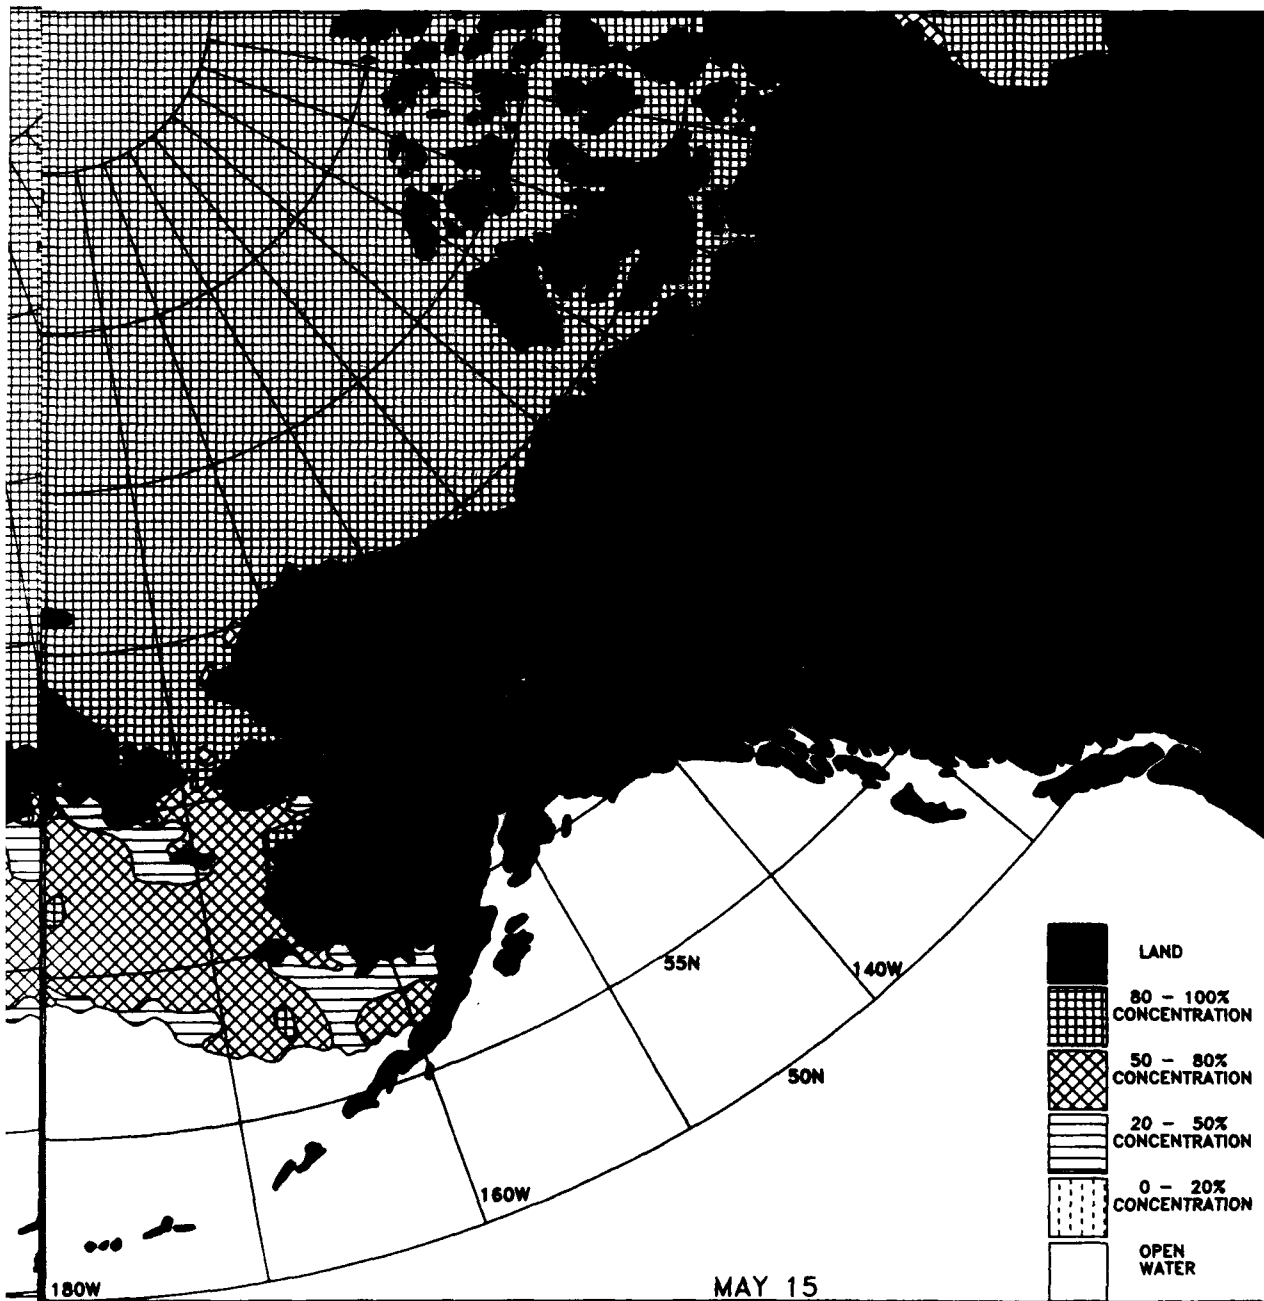 LAND
80 - 100%
CONCENTRATION
50 - 80%
CONCENTRATION
20 - 50%
CONCENTRATION
0 - 20%
CONCENTRATION
OPEN
WATER
55N
140W
50N
160W
180W
MAY 15